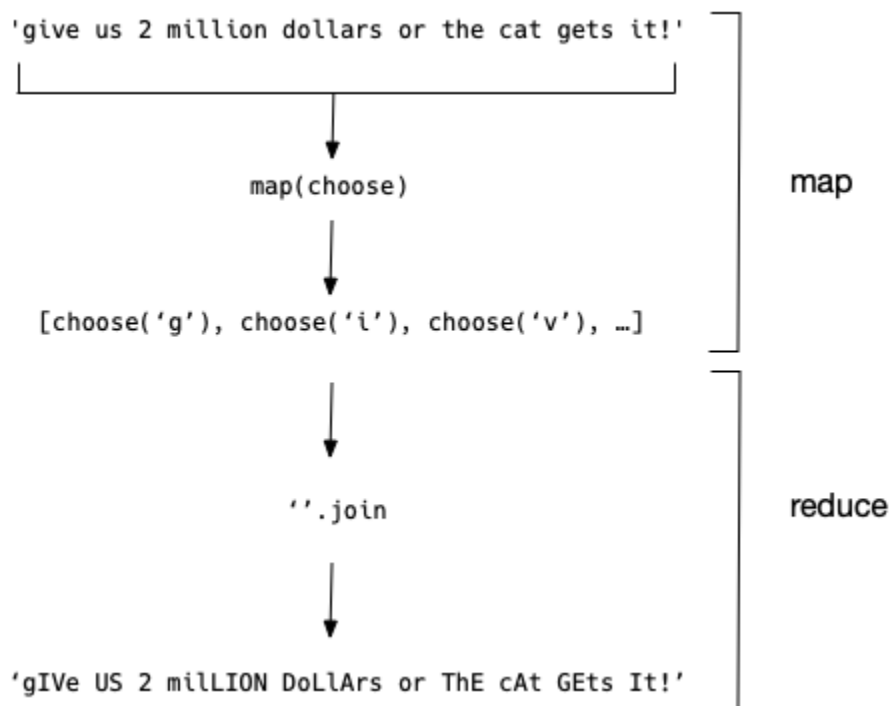 'give us 2 million dollars or the cat gets it!'
map(choose)
map
[choose(‘g’), choose(‘i’), choose(‘v’), …]
‘’.join
reduce
‘gIVe US 2 milLION DoLlArs or ThE cAt GEts It!’